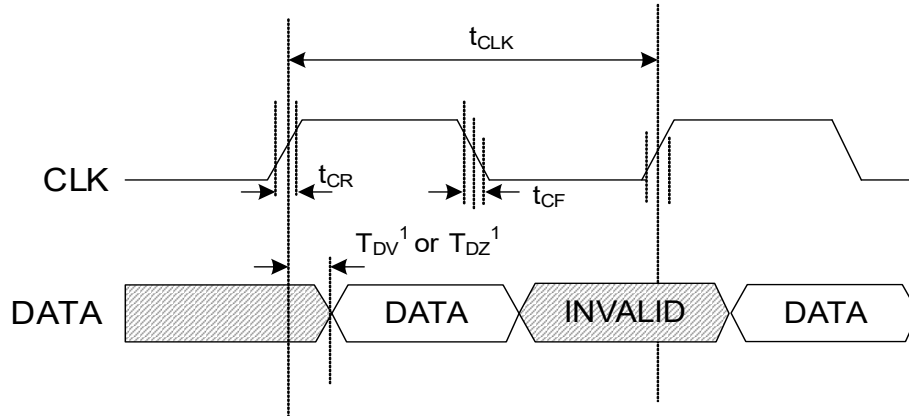 tCLK
CLK
tCR
tCF
TDV1 or TDZ1
DATA
DATA
INVALID
DATA